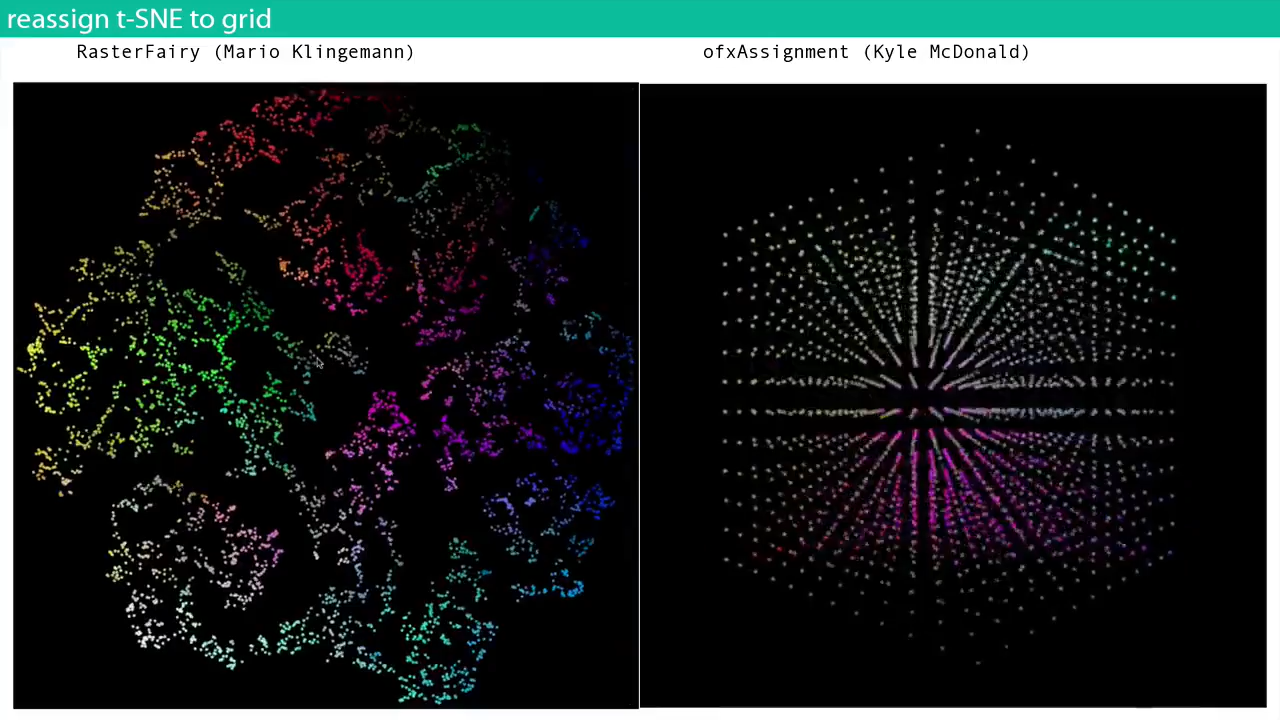 reassign t-SNE to grid
RasterFairy (Mario Klingemann)
ofxAssignment (Kyle McDonald)